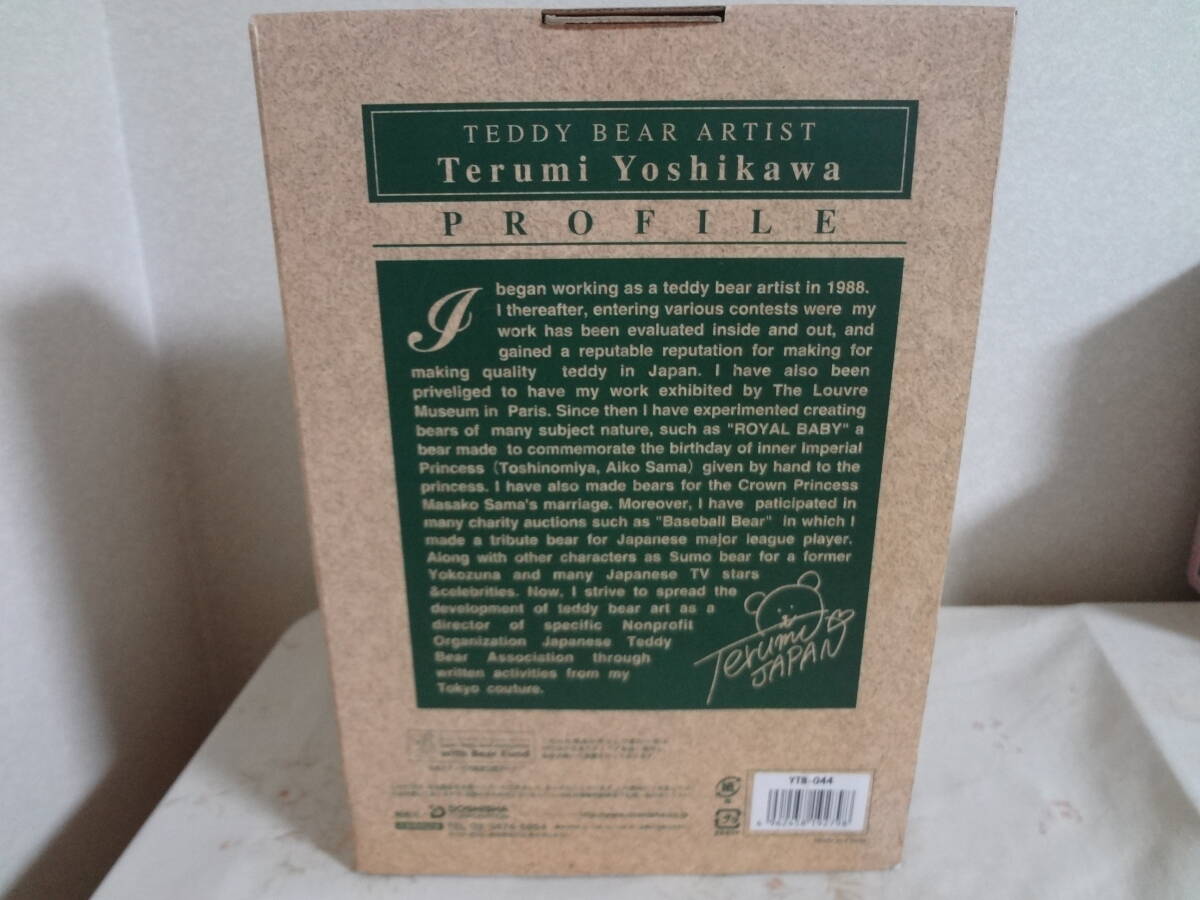 TEDDY BEAR ARTIST
Terumi Yoshikawa
PROFILE
I began working as a teddy bear artist in 1988.
I thereafter, entering various contests were my
work has been evaluated inside and out, and
gained a reputable reputation for making for
making quality teddy in Japan. I have also been
priveliged to have my work exhibited by The Louvre
Museum in Paris. Since then I have experimented creating
bears of many subject nature, such as "ROYAL BABY" a
bear made to commemorate the birthday of inner Imperial
Princess (Toshinomiya, Aiko Sama) given by hand to the
princess. I have also made bears for the Crown Princess
Masako Sama's marriage. Moreover, I have paticipated in
many charity auctions such as "Baseball Bear" in which I
made a tribute bear for Japanese major league player.
Along with other characters as Sumo bear for a former
Yokozuna and many Japanese TV stars
&celebrities. Now, I strive to spread the
development of teddy bear art as a
director of specific Nonprofit
Organization Japanese Teddy
Bear Association through
written activities from my
Tokyo couture.
Terumi
JAPAN
with Bear Fund
DOSHISHA
YTB-044